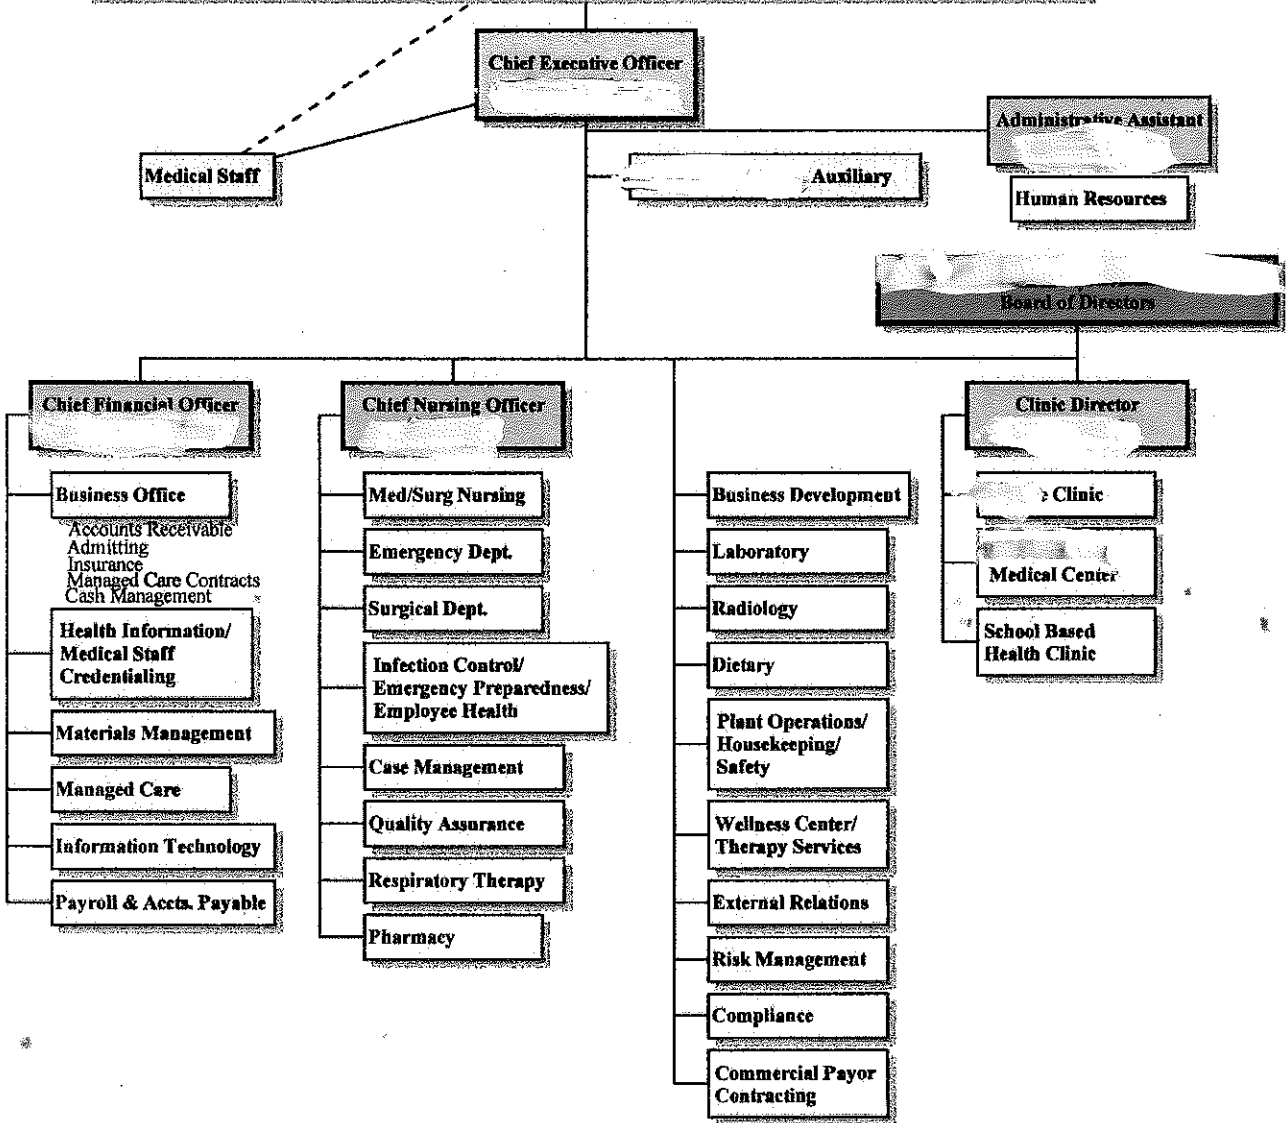 Chief Executive Officer
Administrative Assistant
Medical Staff
Auxiliary
Human Resources
Board of Directors
Chief Financial Officer
Business Office
Accounts Receivable
Admitting
Insurance
Managed Care Contracts
Cash Management
Health Information/
Medical Staff
Credentialing
Materials Management
Managed Care
Information Technology
Payroll & Accts. Payable
Chief Nursing Officer
Med/Surg Nursing
Emergency Dept.
Surgical Dept.
Infection Control/
Emergency Preparedness/
Employee Health
Case Management
Quality Assurance
Respiratory Therapy
Pharmacy
Business Development
Laboratory
Radiology
Dietary
Plant Operations/
Housekeeping/
Safety
Wellness Center/
Therapy Services
External Relations
Risk Management
Compliance
Commercial Payor
Contracting
Clinic Director
Clinic
Medical Center
School Based
Health Clinic